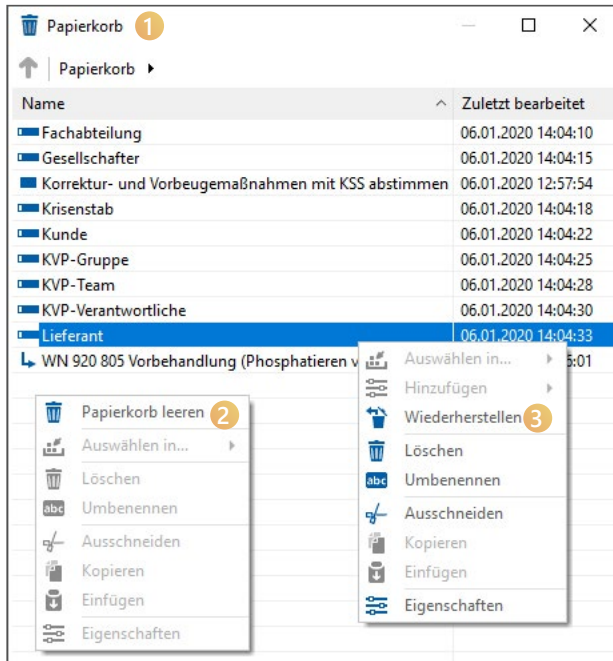 Papierkorb 1
Papierkorb
Name Zuletzt bearbeitet
Fachabteilung 06.01.2020 14:04:10
Gesellschafter 06.01.2020 14:04:15
Korrektur- und Vorbeugemaßnahmen mit KSS abstimmen 06.01.2020 12:57:54
Krisenstab 06.01.2020 14:04:18
Kunde 06.01.2020 14:04:22
KVP-Gruppe 06.01.2020 14:04:25
KVP-Team 06.01.2020 14:04:28
KVP-Verantwortliche 06.01.2020 14:04:30
Lieferant 06.01.2020 14:04:33
WN 920 805 Vorbehandlung (Phosphatieren
Papierkorb leeren 2
Auswählen in...
Löschen
abc Umbenennen
Ausschneiden
Kopieren
Einfügen
Eigenschaften
Auswählen in...
Hinzufügen
Wiederherstellen 3
Löschen
abc Umbenennen
Ausschneiden
Kopieren
Einfügen
Eigenschaften